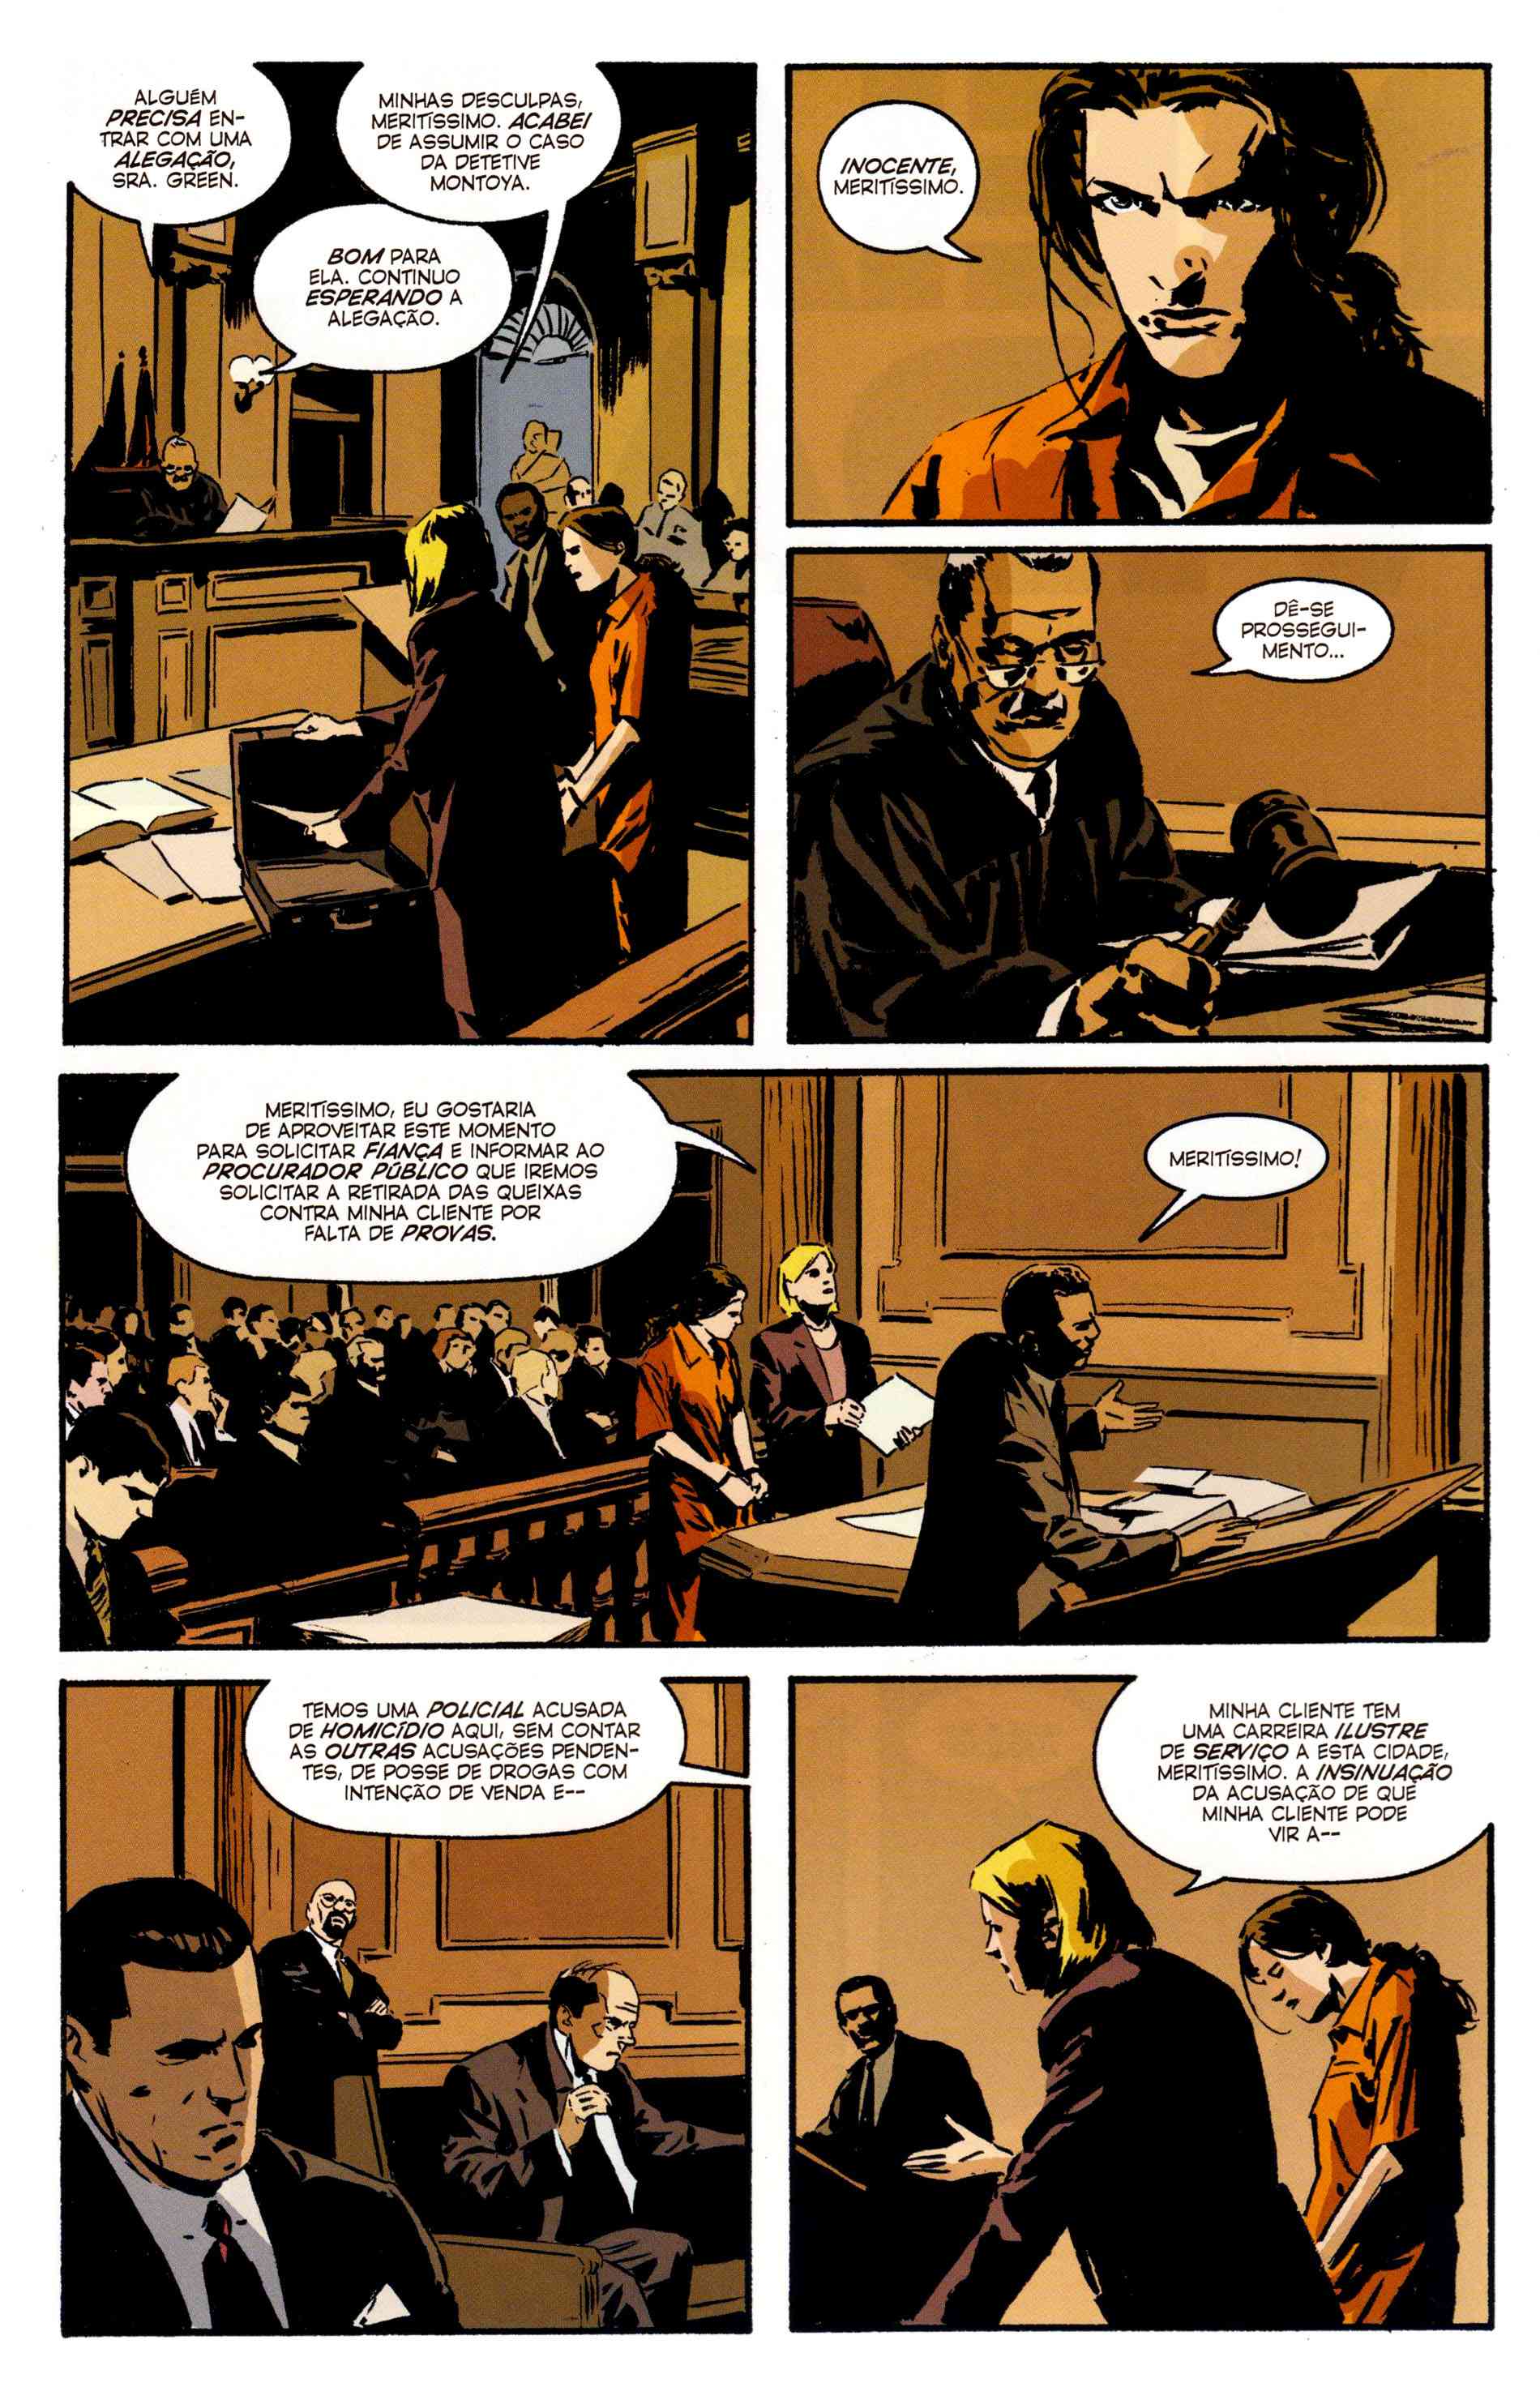 ALGUÉM
PRECISA EN-
TRAR COM UMA
ALEGAÇÃO,
SRA. GREEN.
MINHAS DESCULPAS,
MERITÍSSIMO. ACABEI
DE ASSUMIR O CASO
DA DETETIVE
MONTOYA.
BOM PARA
ELA. CONTINUO
ESPERANDO A
ALEGAÇÃO.
INOCENTE,
MERITÍSSIMO.
DÊ-SE
PROSSEGUI-
MENTO...
MERITÍSSIMO, EU GOSTARIA
DE APROVEITAR ESTE MOMENTO
PARA SOLICITAR FIANÇA E INFORMAR AO
PROCURADOR PÚBLICO QUE IREMOS
SOLICITAR A RETIRADA DAS QUEIXAS
CONTRA MINHA CLIENTE POR
FALTA DE PROVAS.
MERITÍSSIMO!
TEMOS UMA POLICIAL ACUSADA
DE HOMICÍDIO AQUI, SEM CONTAR
AS OUTRAS ACUSAÇÕES PENDEN-
TES, DE POSSE DE DROGAS COM
INTENÇÃO DE VENDA E--
MINHA CLIENTE TEM
UMA CARREIRA ILUSTRE
DE SERVIÇO A ESTA CIDADE,
MERITÍSSIMO. A INSINUAÇÃO
DA ACUSAÇÃO DE QUE
MINHA CLIENTE PODE
VIR A--